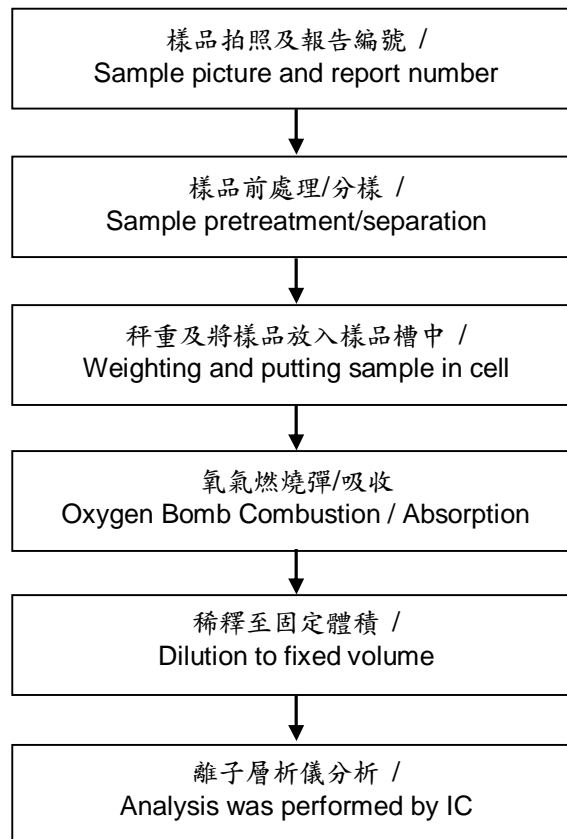 樣品拍照及報告編號 /
Sample picture and report number
樣品前處理/分樣 /
Sample pretreatment/separation
秤重及將樣品放入樣品槽中 /
Weighting and putting sample in cell
氧氣燃燒彈/吸收
Oxygen Bomb Combustion / Absorption
稀釋至固定體積 /
Dilution to fixed volume
離子層析儀分析 /
Analysis was performed by IC